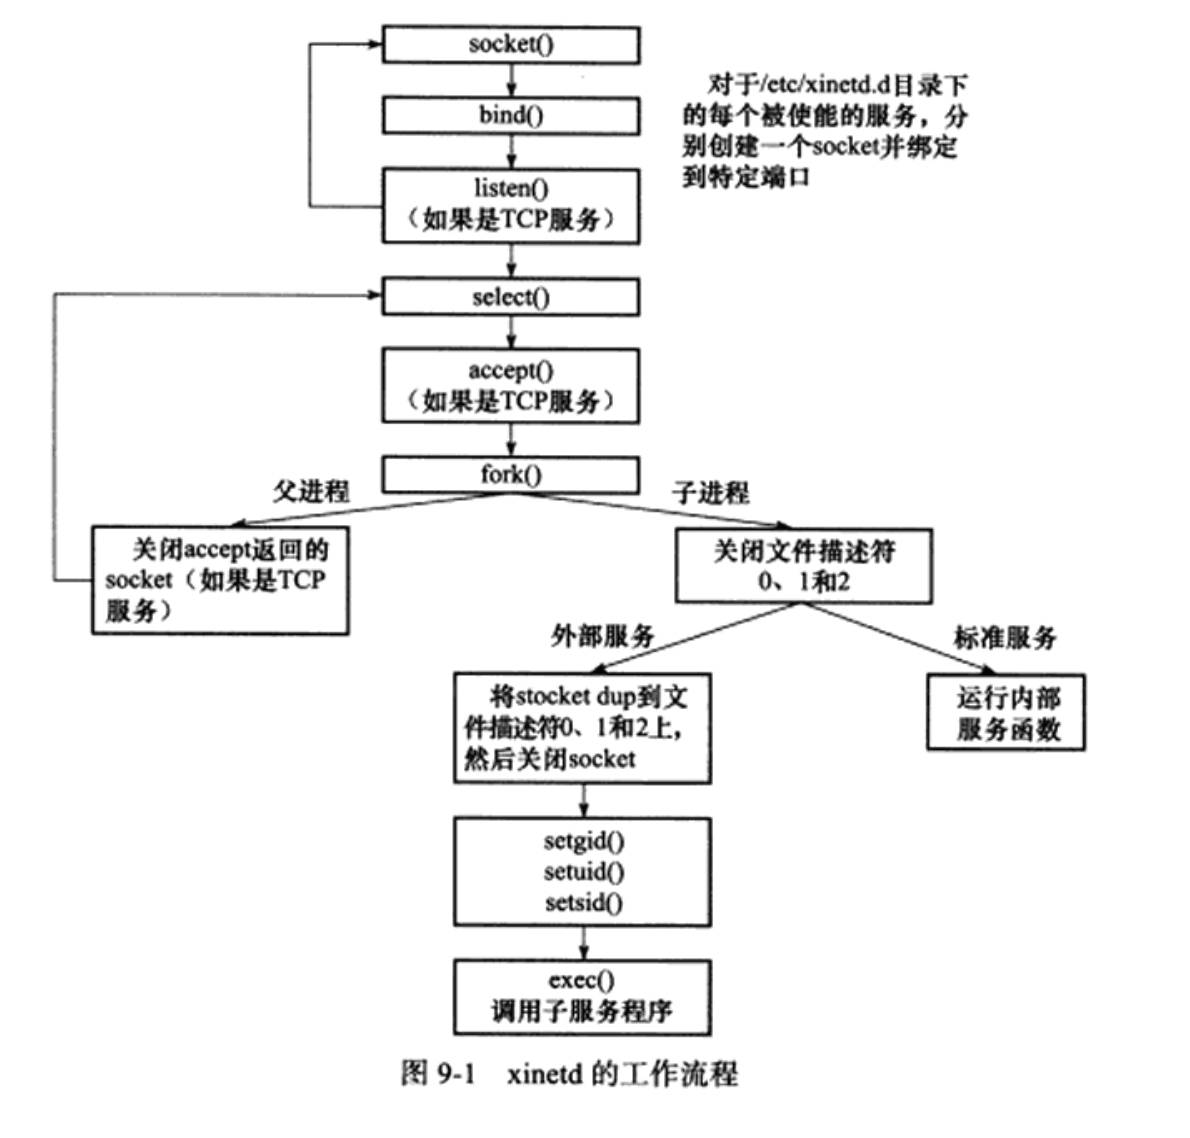 socket()
对于/etc/xinetd.d目录下
的每个被使能的服务，分
别创建一个socket并绑定
到特定端口
bind()
listen()
（如果是TCP服务）
select()
accept()
（如果是TCP服务）
fork()
父进程
子进程
关闭accept返回的
socket（如果是TCP
服务）
关闭文件描述符
0、1和2
外部服务
标准服务
将stocket dup到文
件描述符0、1和2上，
然后关闭socket
运行内部
服务函数
setgid()
setuid()
setsid()
exec()
调用子服务程序
图 9-1 xinetd 的工作流程